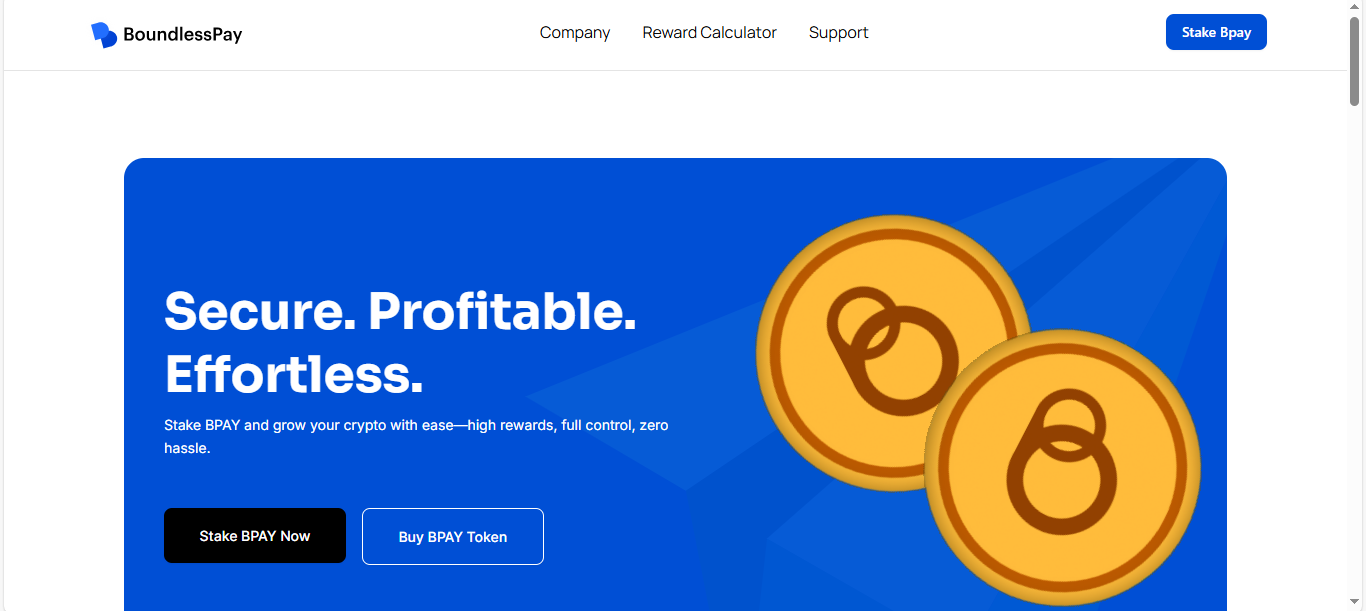 BoundlessPay
Company
Reward Calculator
Support
Stake Bpay
Secure. Profitable.
Effortless.
Stake BPAY and grow your crypto with ease—high rewards, full control, zero
hassle.
Stake BPAY Now
Buy BPAY Token